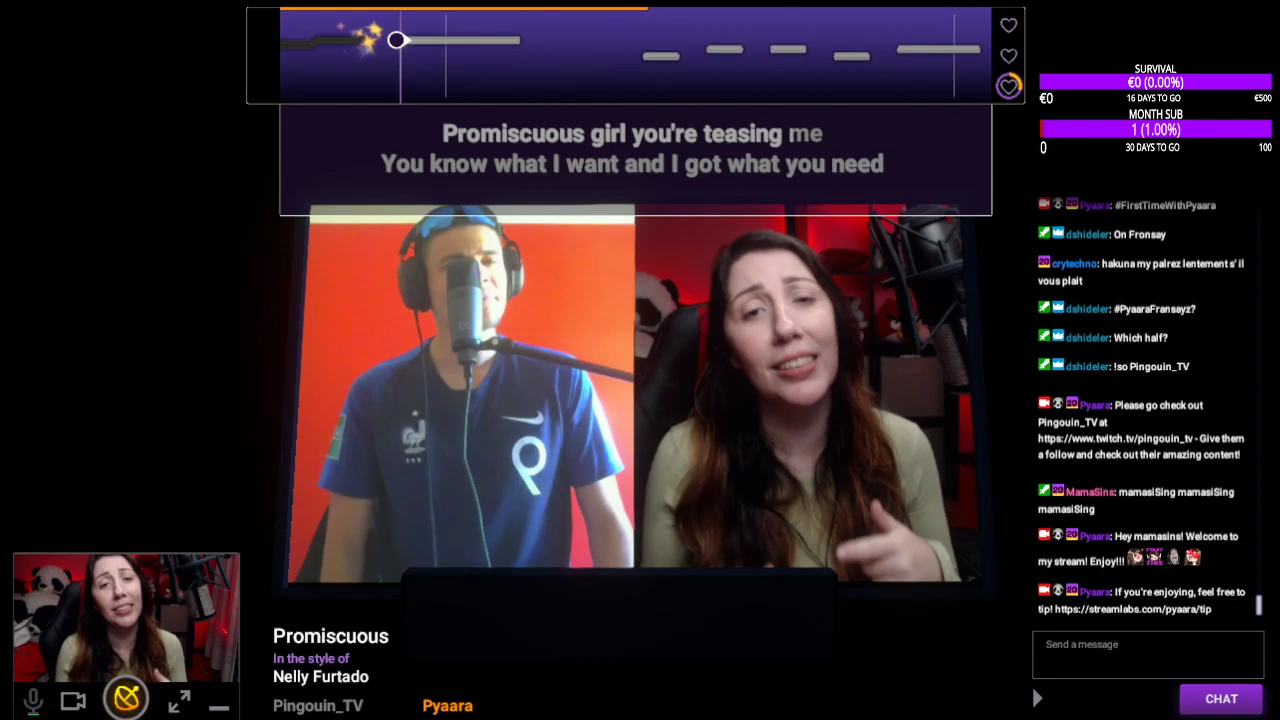 Promiscuous girl you're teasing me
You know what I want and I got what you need
SURVIVAL
€0 (0.00%)
€0 16 DAYS TO GO €500
MONTH SUB
1 (1.00%)
0 30 DAYS TO GO 100
20 Pyaara: #FirstTimeWithPyaara
dshideler: On Fronsay
20 crytechno: hakuna my palrez lentement s' il
vous plait
dshideler: #PyaaraFransayz?
dshideler: Which half?
dshideler: !so Pingouin_TV
20 Pyaara: Please go check out
Pingouin_TV at
https://www.twitch.tv/pingouin_tv - Give them
a follow and check out their amazing content!
20 MamaSins: mamasiSing mamasiSing
mamasiSing
20 Pyaara: Hey mamasins! Welcome to
my stream! Enjoy!!!
20 Pyaara: If you're enjoying, feel free to
tip! https://streamlabs.com/pyaara/tip
Send a message
CHAT
Promiscuous
In the style of
Nelly Furtado
Pingouin_TV Pyaara